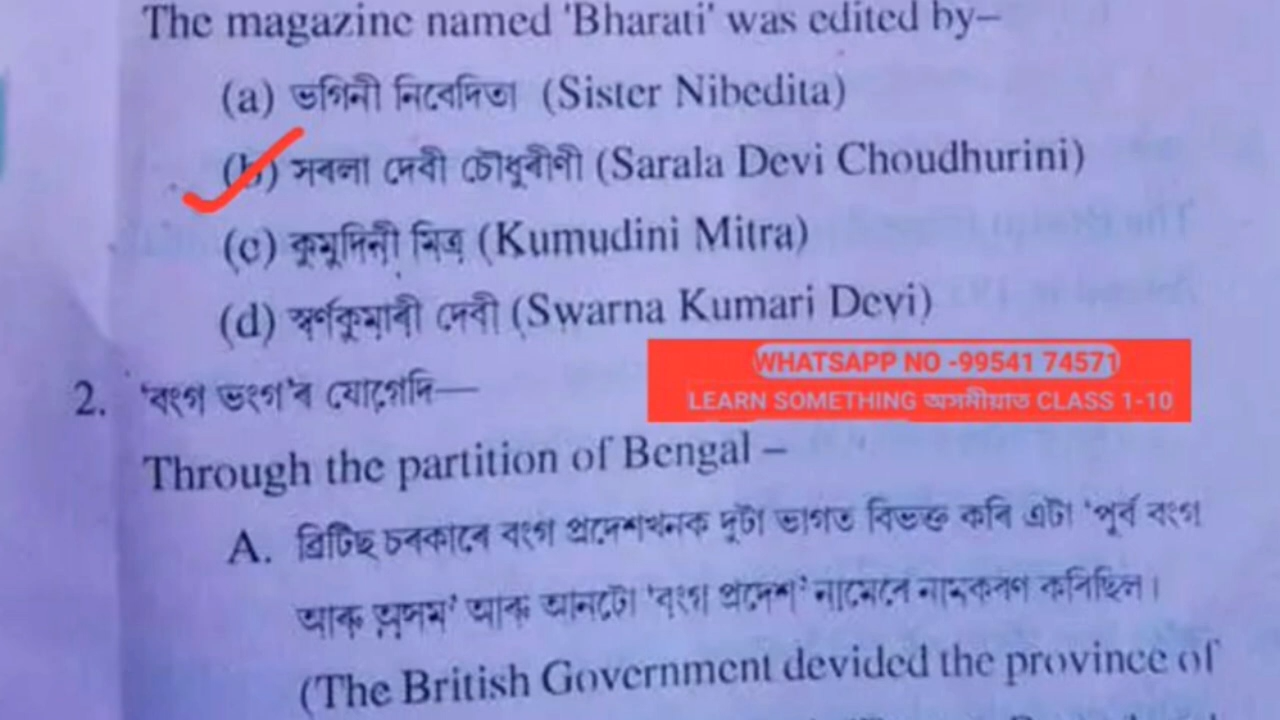 The magazine named 'Bharati' was edited by–
(a) ভগিনী নিবেদিতা (Sister Nibedita)
(b) সৰলা দেৱী চৌধুৰীণী (Sarala Devi Choudhurini)
(c) কুমুদিনী মিত্ৰ (Kumudini Mitra)
(d) স্বৰ্ণকুমাৰী দেৱী (Swarna Kumari Devi)
WHATSAPP NO -99541 74571
LEARN SOMETHING অসমীয়াত CLASS 1-10
2. 'বংগ ভংগ'ৰ যোগেদি—
Through the partition of Bengal –
A. ব্ৰিটিছ চৰকাৰে বংগ প্ৰদেশখনক দুটা ভাগত বিভক্ত কৰি এটা 'পূৰ্ব বংগ
আৰু অসম' আৰু আনটো 'বংগ প্ৰদেশ' নামেৰে নামকৰণ কৰিছিল।
(The British Government devided the province of